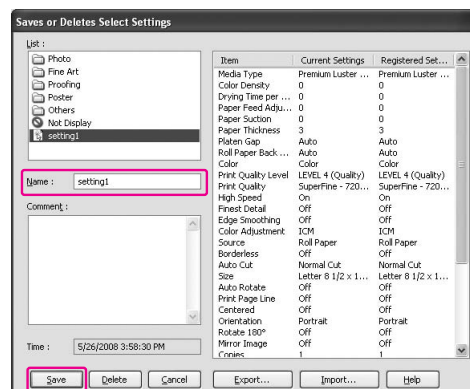 Saves or Deletes Select Settings
List :
Photo
Fine Art
Proofing
Poster
Others
Not Display
setting1
Name :
setting1
Comment :
Time :
5/26/2008 3:58:30 PM
Item Current Settings Registered Set...
Media Type Premium Luster ... Premium Luster ...
Color Density 0 0
Drying Time per ... 0 0
Paper Feed Adju... 0 0
Paper Suction 0 0
Paper Thickness 3 3
Platen Gap Auto Auto
Roll Paper Back ... Auto Auto
Color Color Color
Print Quality Level LEVEL 4 (Quality) LEVEL 4 (Quality)
Print Quality SuperFine - 720... SuperFine - 720...
High Speed On On
Finest Detail Off Off
Edge Smoothing Off Off
Color Adjustment ICM ICM
Source Roll Paper Roll Paper
Borderless Off Off
Auto Cut Normal Cut Normal Cut
Size Letter 8 1/2 x 1... Letter 8 1/2 x 1...
Auto Rotate Off Off
Print Page Line Off Off
Centered Off Off
Orientation Portrait Portrait
Rotate 180° Off Off
Mirror Image Off Off
Copies 1 1
Save Delete Cancel Export... Import... Help